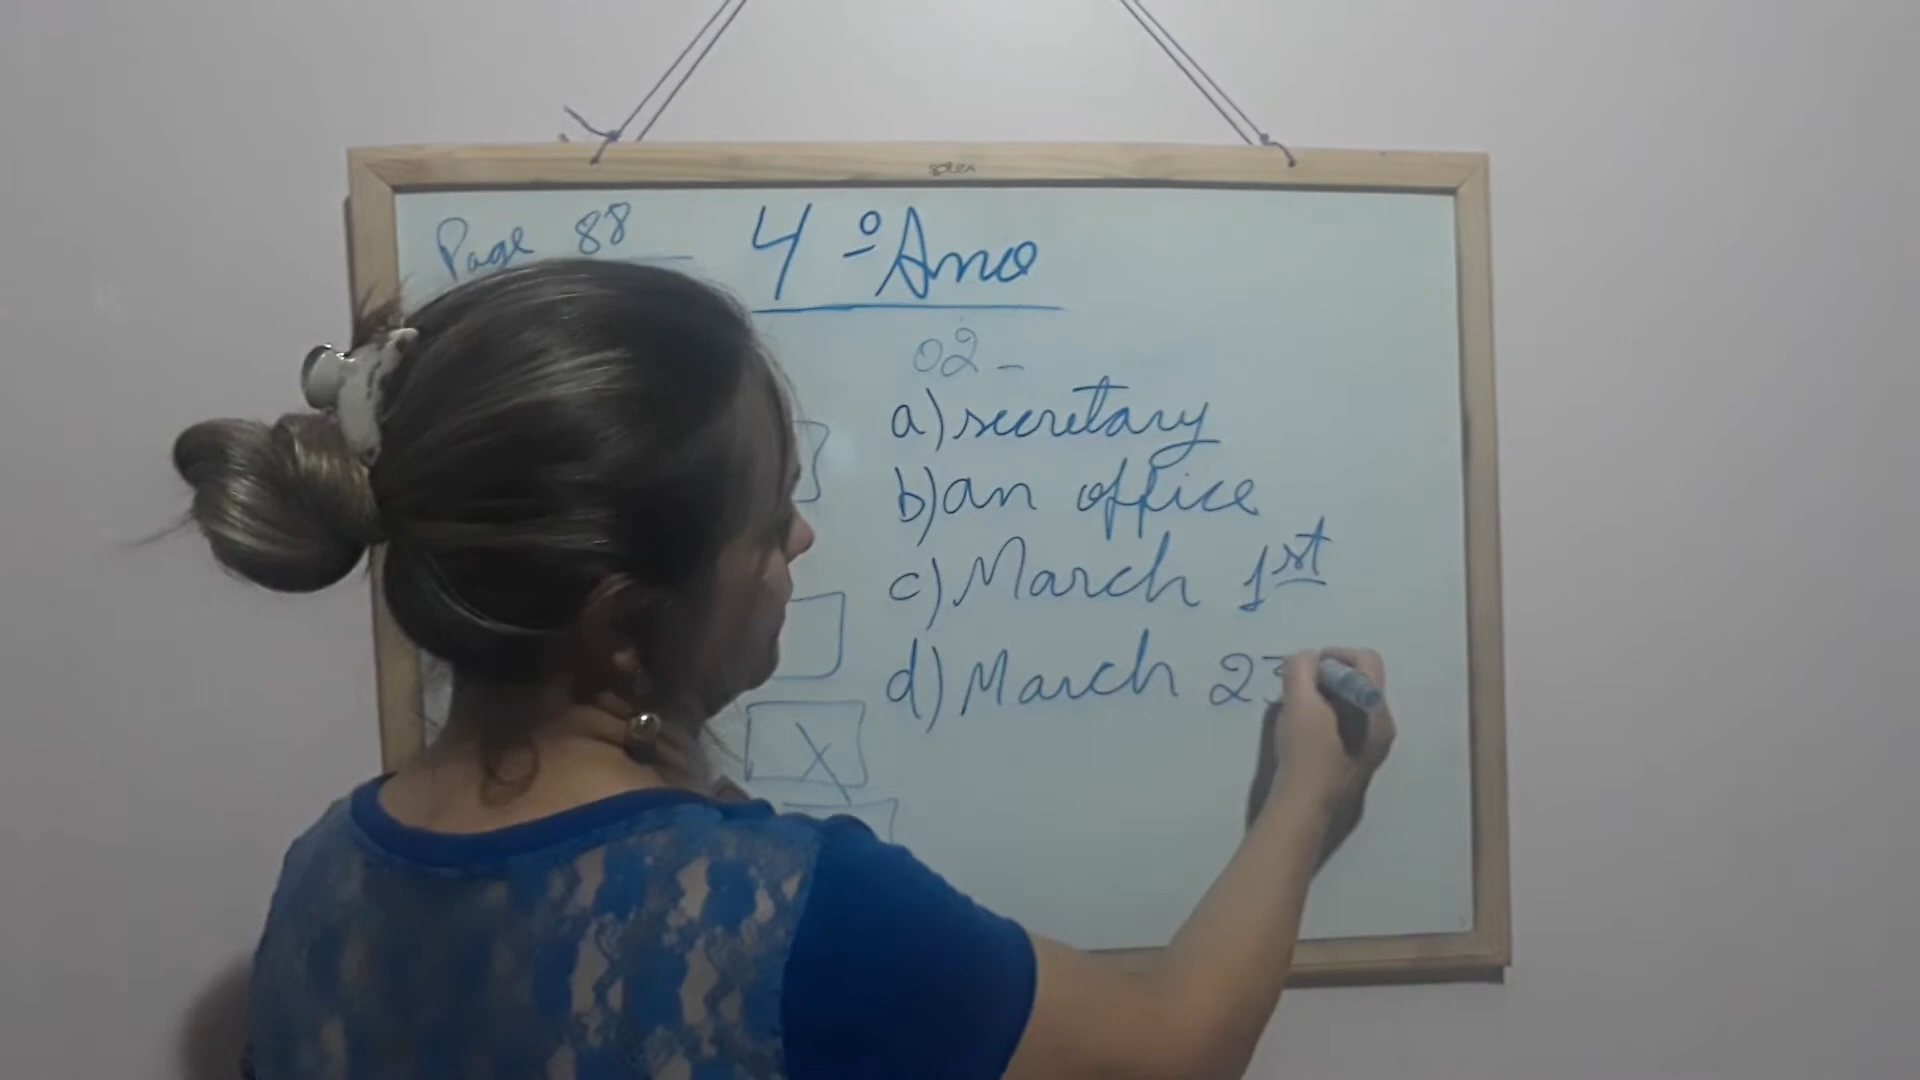 Page 88
4º Ano
02-
a) secretary
b) an office
c) March 1st
d) March 23
X